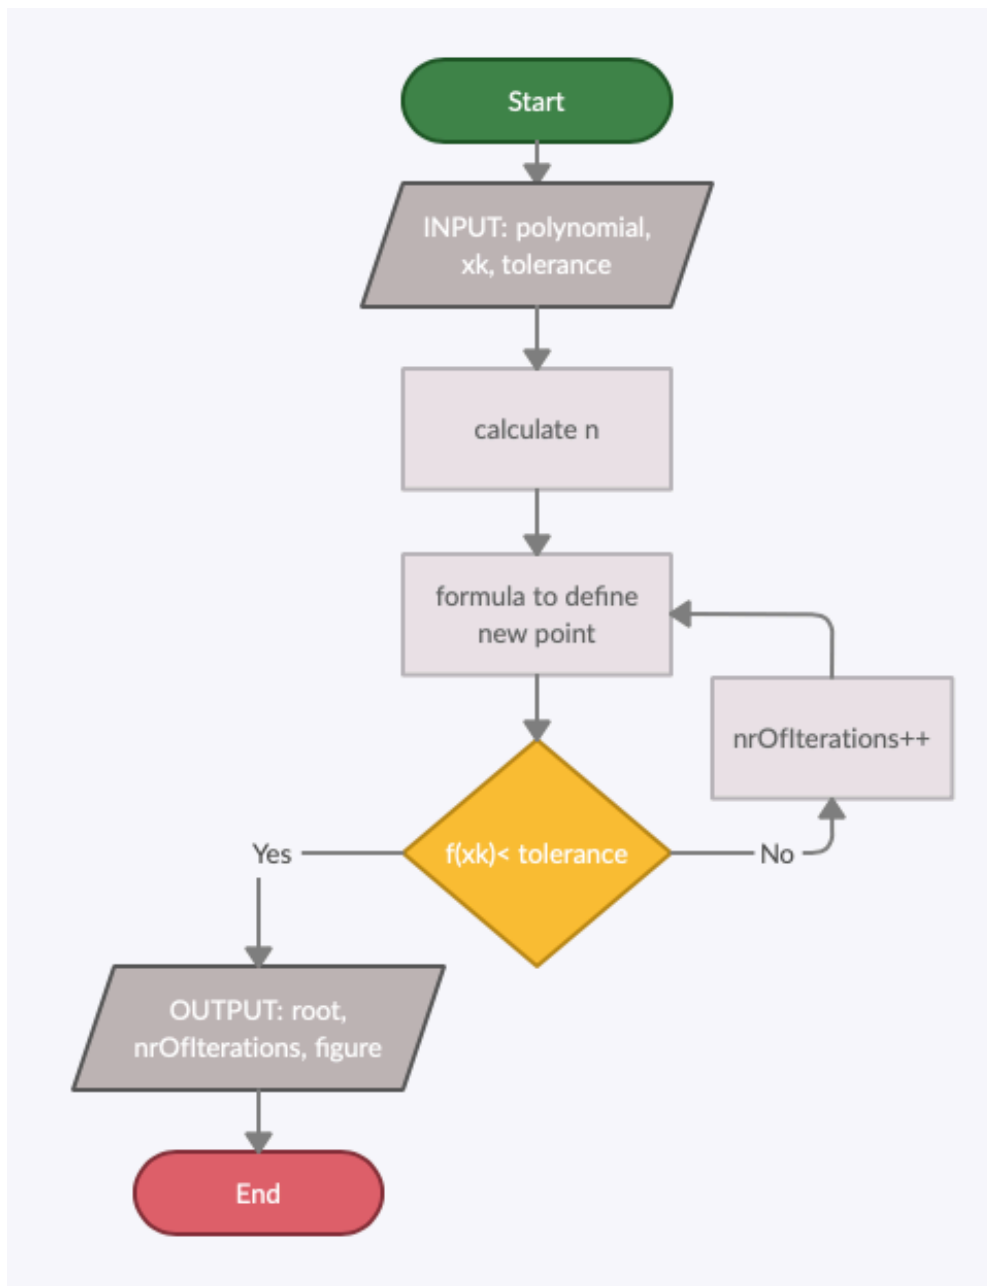 Start
INPUT: polynomial,
xk, tolerance
calculate n
formula to define
new point
nrOfIterations++
f(xk)< tolerance
Yes
No
OUTPUT: root,
nrOfIterations, figure
End